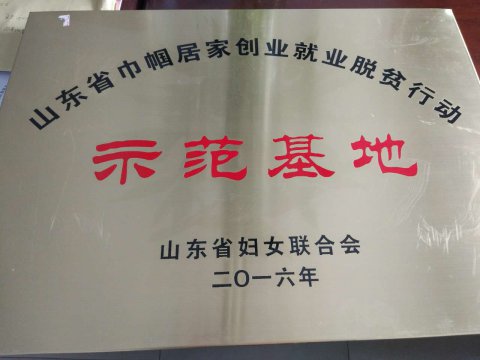 山东省巾帼居家创业就业脱贫行动
示范基地
山东省妇女联合会
二〇一六年